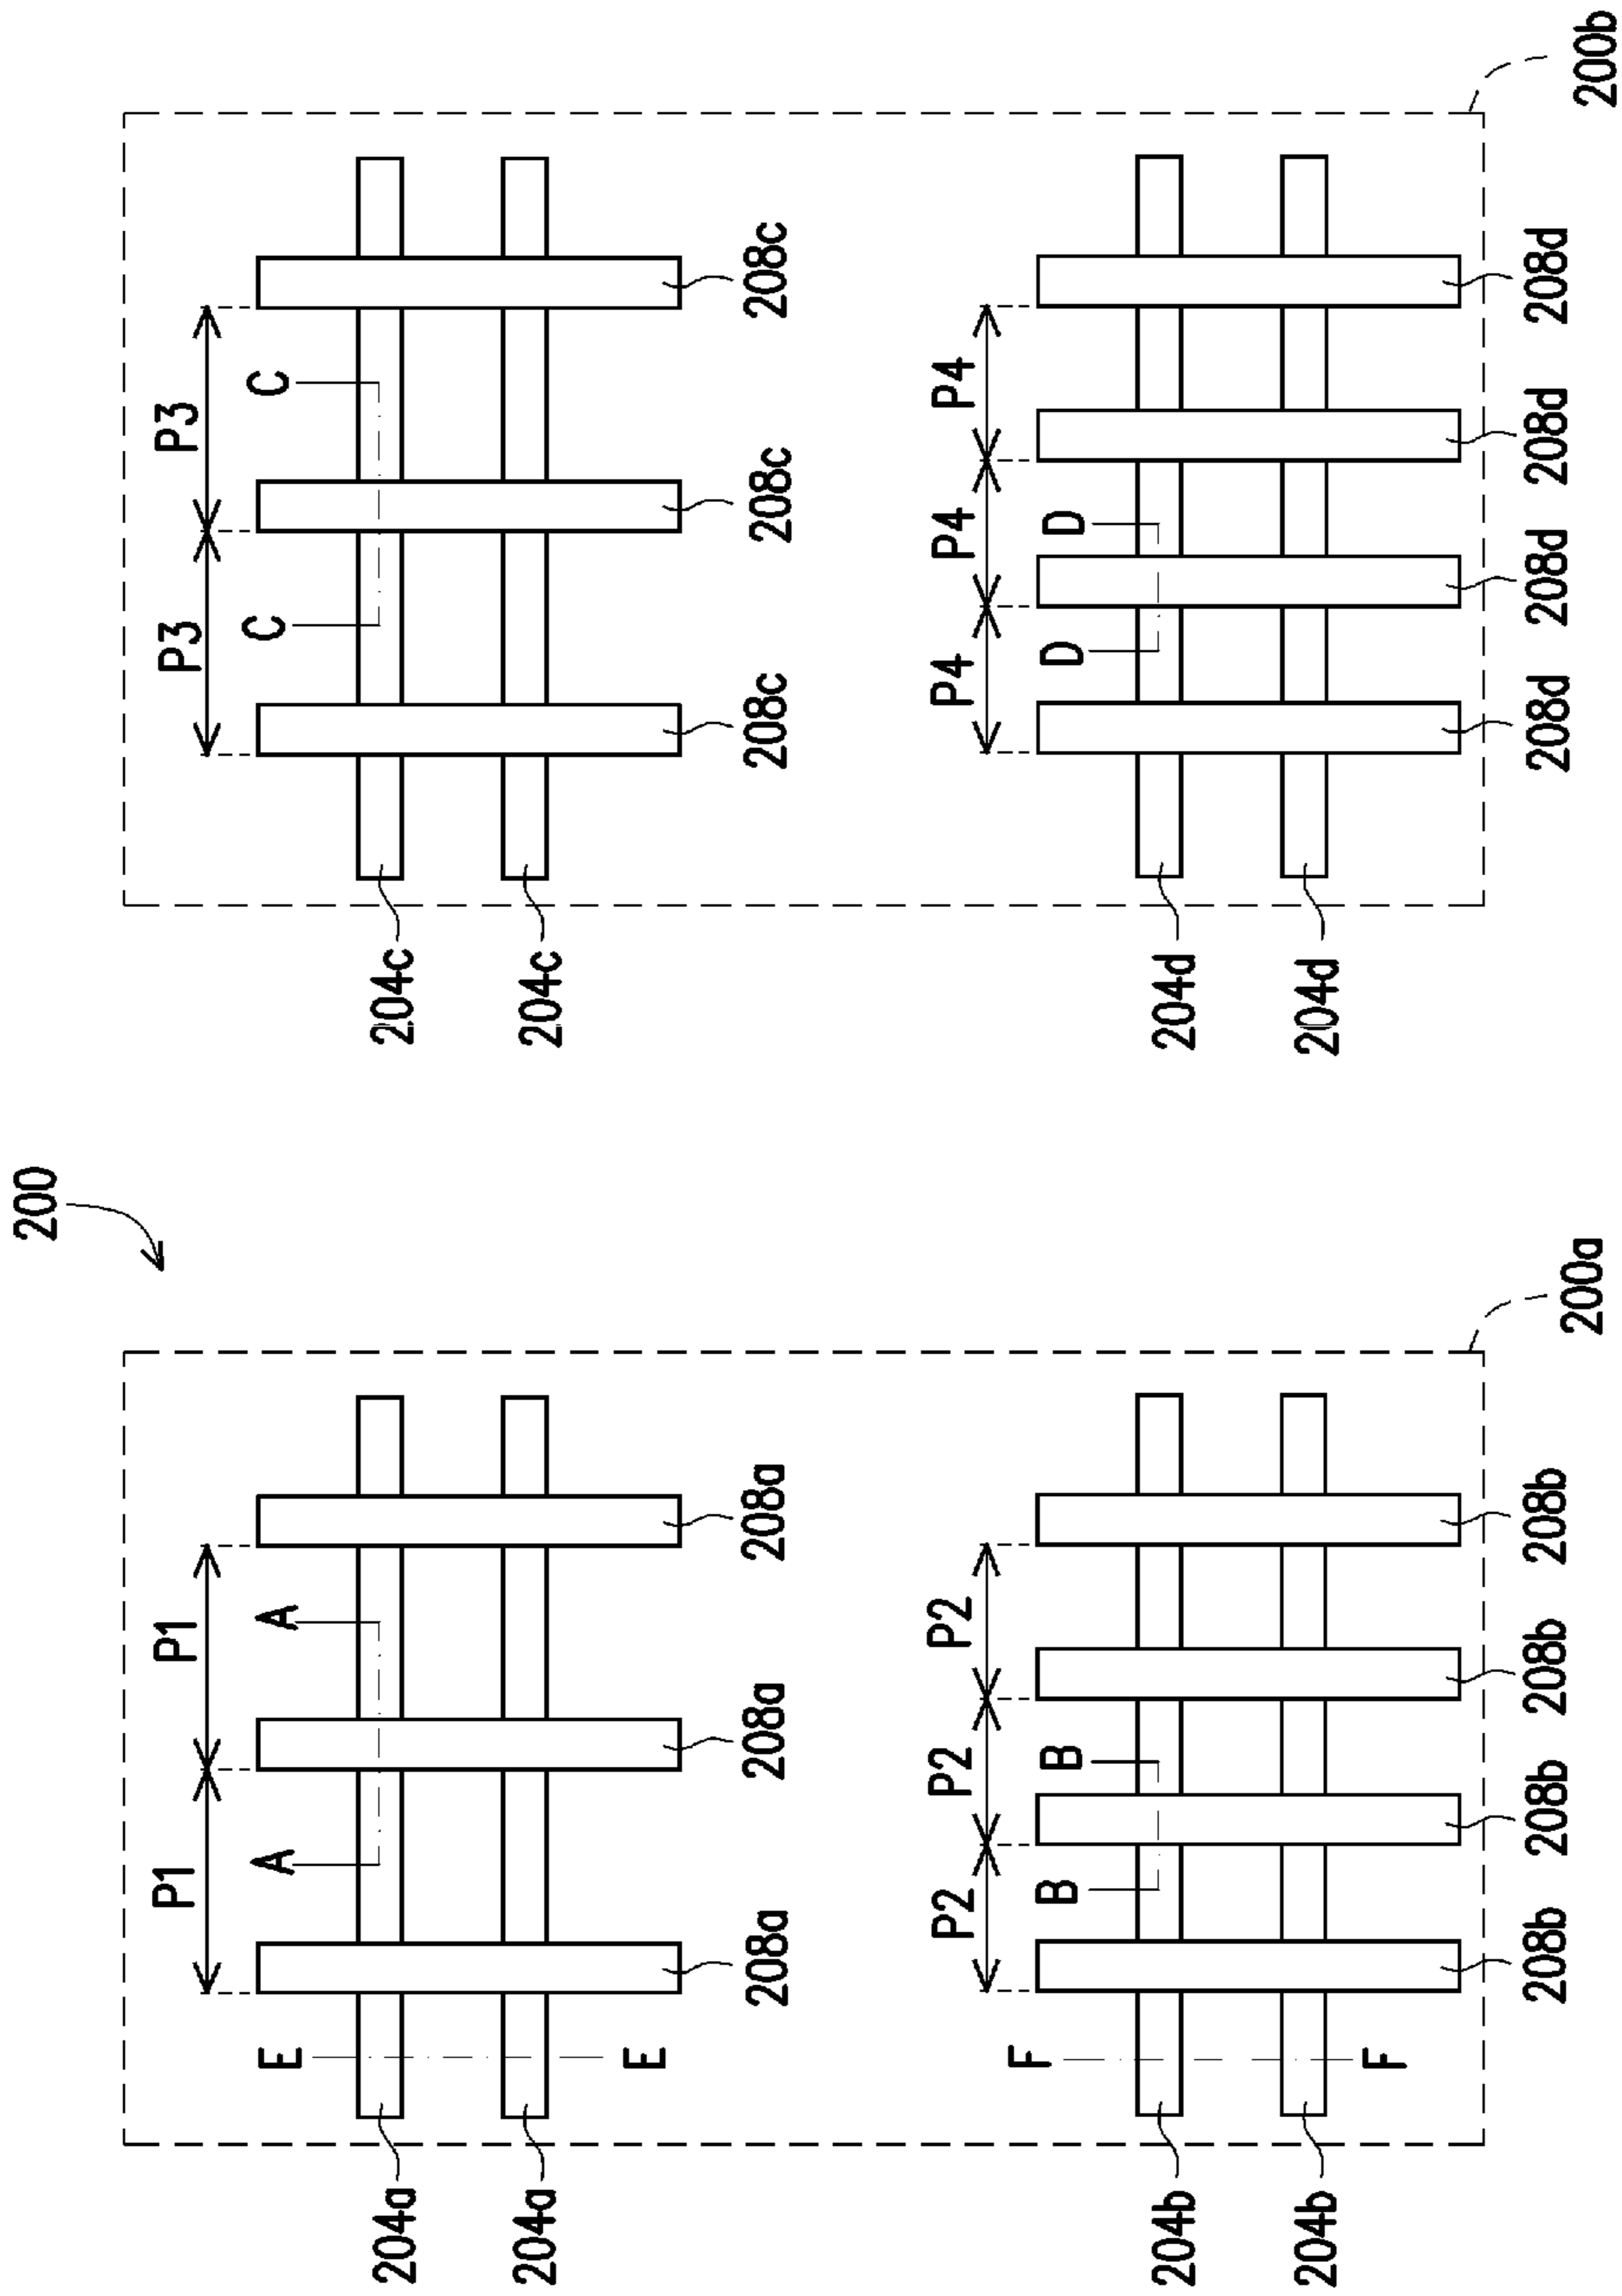 200
P1 P1
A A
E
204a
204a
E
208a 208a 208a
P2 P2 P2
F
B B
204b
204b
F
208b 208b 208b 208b
200a
P3 P3
C C
204c
204c
208c 208c 208c
P4 P4 P4
D D
204d
204d
208d 208d 208d 208d
200b